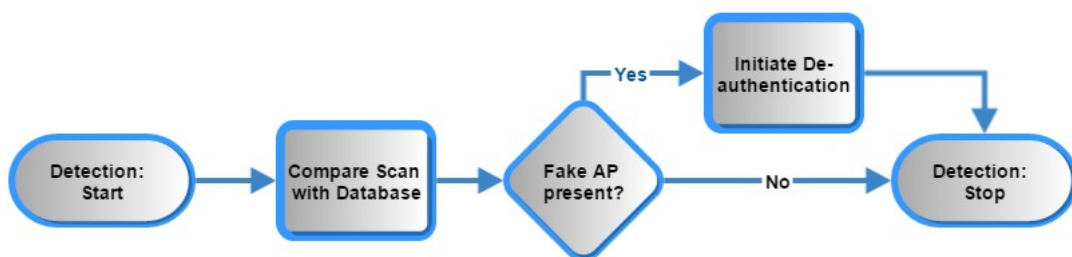 Detection:
Start
Compare Scan
with Database
Fake AP
present?
Yes
Initiate De-
authentication
No
Detection:
Stop